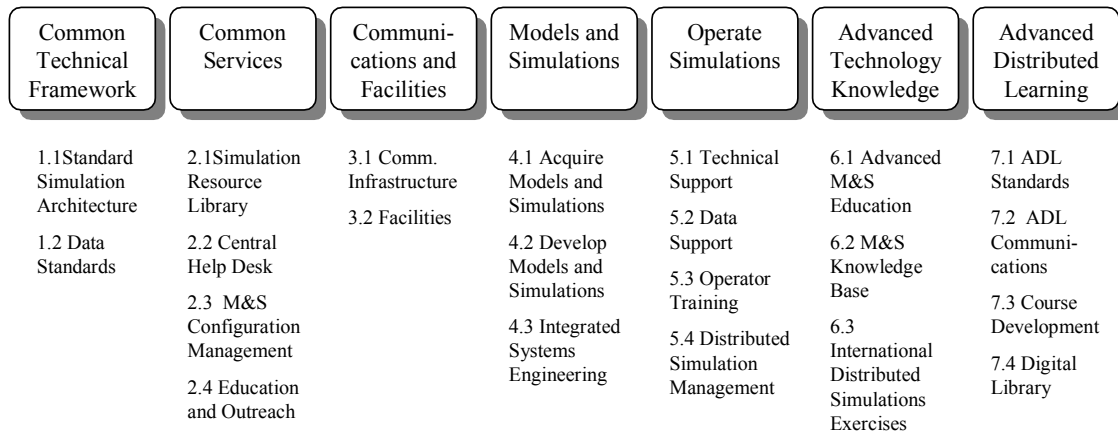 Common
Technical
Framework
Common
Services
Communi-
cations and
Facilities
Models and
Simulations
Operate
Simulations
Advanced
Technology
Knowledge
Advanced
Distributed
Learning
1.1Standard
Simulation
Architecture
1.2 Data
Standards
2.1Simulation
Resource
Library
2.2 Central
Help Desk
2.3 M&S
Configuration
Management
2.4 Education
and Outreach
3.1 Comm.
Infrastructure
3.2 Facilities
4.1 Acquire
Models and
Simulations
4.2 Develop
Models and
Simulations
4.3 Integrated
Systems
Engineering
5.1 Technical
Support
5.2 Data
Support
5.3 Operator
Training
5.4 Distributed
Simulation
Management
6.1 Advanced
M&S
Education
6.2 M&S
Knowledge
Base
6.3
International
Distributed
Simulations
Exercises
7.1 ADL
Standards
7.2 ADL
Communi-
cations
7.3 Course
Development
7.4 Digital
Library